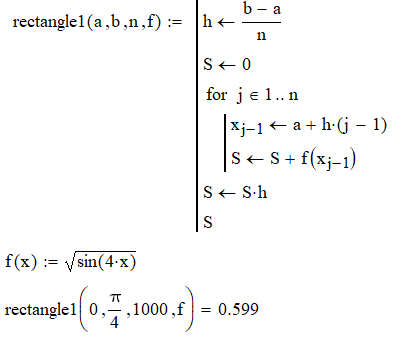 rectangle1(a,b,n,f) := | h ← (b − a)/n
S ← 0
for j ∈ 1 .. n
x_{j−1} ← a + h·(j − 1)
S ← S + f(x_{j−1})
S ← S·h
S
f(x) := √sin(4·x)
rectangle1(0, π/4, 1000, f) = 0.599